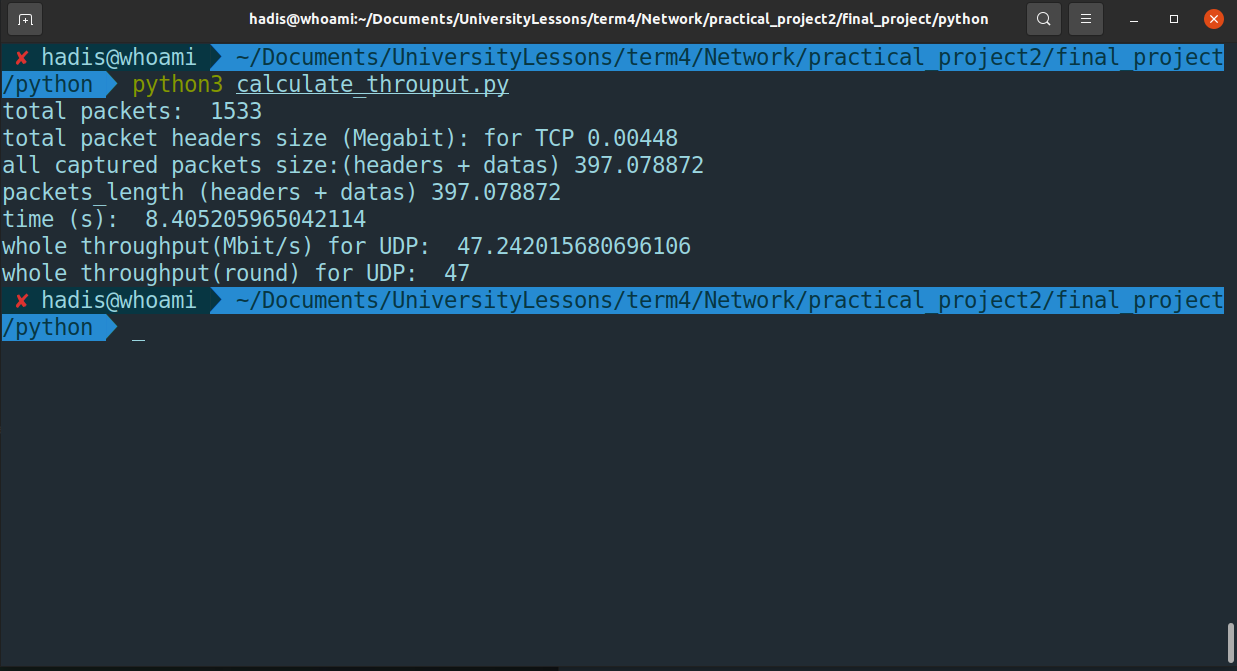 hadis@whoami:~/Documents/UniversityLessons/term4/Network/practical_project2/final_project/python
✘ hadis@whoami ~/Documents/UniversityLessons/term4/Network/practical_project2/final_project
/python python3 calculate_throuput.py
total packets:  1533
total packet headers size (Megabit): for TCP 0.00448
all captured packets size:(headers + datas) 397.078872
packets_length (headers + datas) 397.078872
time (s):  8.405205965042114
whole throughput(Mbit/s) for UDP:  47.242015680696106
whole throughput(round) for UDP:  47
✘ hadis@whoami ~/Documents/UniversityLessons/term4/Network/practical_project2/final_project
/python _